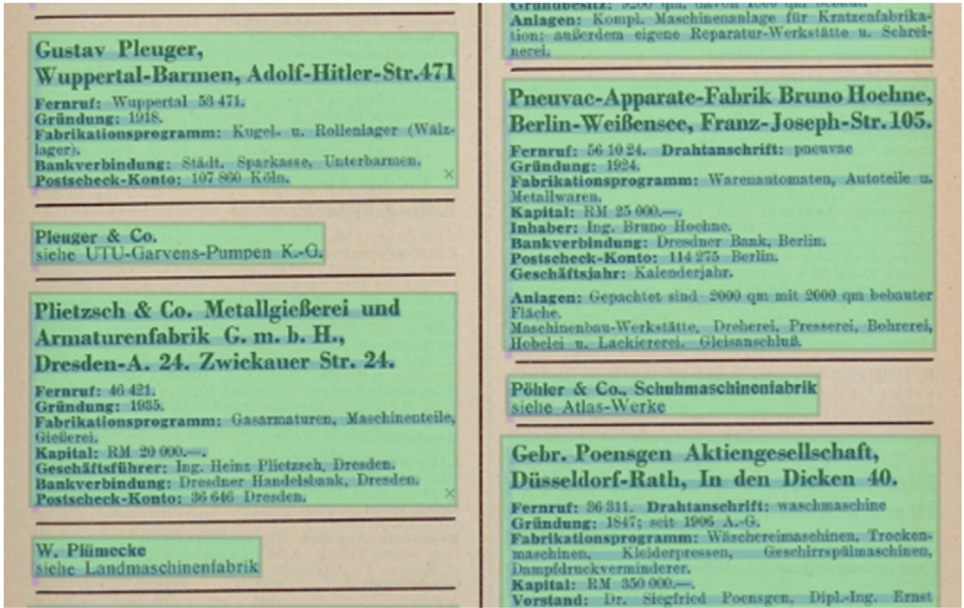 Gustav Pleuger,
Wuppertal-Barmen, Adolf-Hitler-Str.471
Fernruf: Wuppertal 53 471.
Gründung: 1918.
Fabrikationsprogramm: Kugel- u. Rollenlager (Wälz-
lager).
Bankverbindung: Städt. Sparkasse, Unterbarmen.
Postscheck-Konto: 107 860 Köln.
×
Pleuger & Co.
siehe UTU-Garvens-Pumpen K.-G.
Plietzsch & Co. Metallgießerei und
Armaturenfabrik G. m. b. H.,
Dresden-A. 24. Zwickauer Str. 24.
Fernruf: 46 421.
Gründung: 1935.
Fabrikationsprogramm: Gasarmaturen, Maschinenteile,
Gießerei.
Kapital: RM 20 000.—.
Geschäftsführer: Ing. Heinz Plietzsch, Dresden.
Bankverbindung: Dresdner Handelsbank, Dresden.
Postscheck-Konto: 36 646 Dresden.
×
W. Plümecke
siehe Landmaschinenfabrik
Grundbesitz: qm, davon qm
Anlagen: Kompl. Maschinenanlage für Kratzenfabrika-
tion; außerdem eigene Reparatur-Werkstätte u. Schrei-
nerei.
Pneuvac-Apparate-Fabrik Bruno Hoehne,
Berlin-Weißensee, Franz-Joseph-Str. 105.
Fernruf: 56 10 24. Drahtanschrift: pneuvac
Gründung: 1924.
Fabrikationsprogramm: Warenautomaten, Autoteile u.
Metallwaren.
Kapital: RM 25 000.—.
Inhaber: Ing. Bruno Hoehne.
Bankverbindung: Dresdner Bank, Berlin.
Postscheck-Konto: 114 275 Berlin.
Geschäftsjahr: Kalenderjahr.
Anlagen: Gepachtet sind 2000 qm mit 2000 qm bebauter
Fläche.
Maschinenbau-Werkstätte, Dreherei, Presserei, Bohrerei,
Hobelei u. Lackiererei. Gleisanschluß.
Pöhler & Co., Schuhmaschinenfabrik
siehe Atlas-Werke
Gebr. Poensgen Aktiengesellschaft,
Düsseldorf-Rath, In den Dicken 40.
Fernruf: 36 311. Drahtanschrift: waschmaschine
Gründung: 1847; seit 1906 A.-G.
Fabrikationsprogramm: Wäschereimaschinen, Trocken-
maschinen, Kleiderpressen, Geschirrspülmaschinen,
Dampfdruckverminderer.
Kapital: RM 350 000.—.
Vorstand: Dr. Siegfried Poensgen, Dipl.-Ing. Ernst